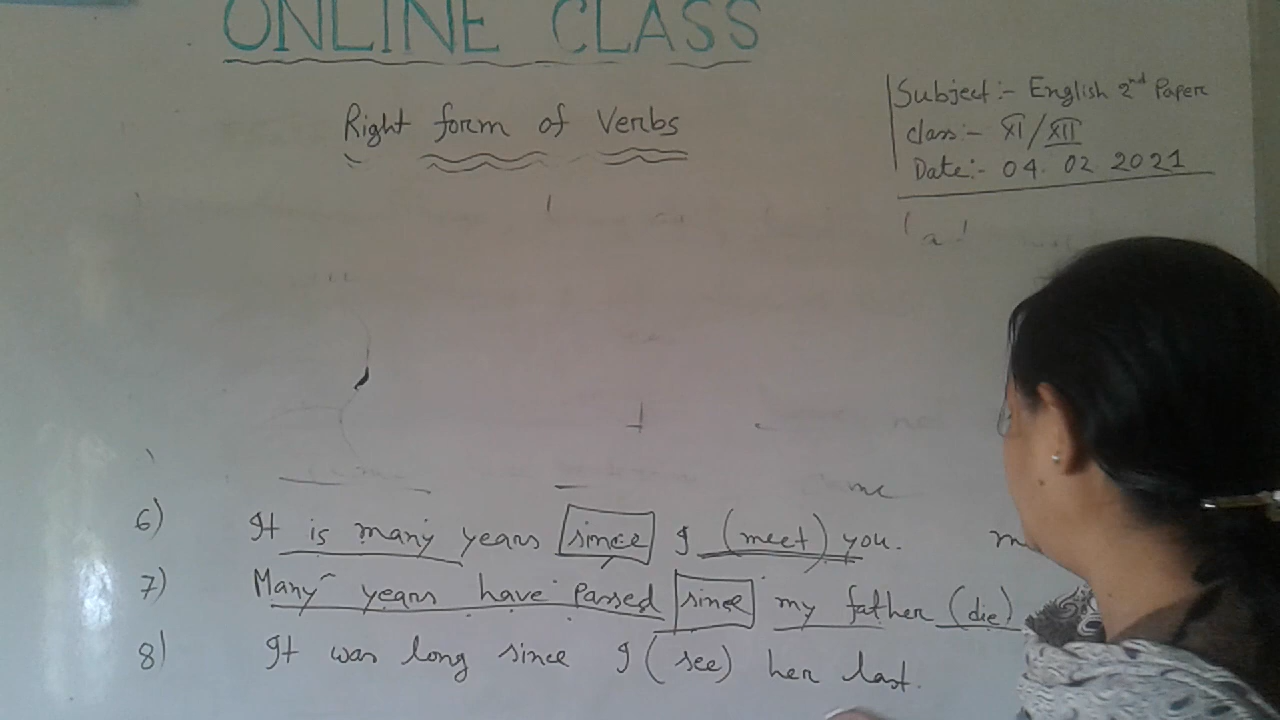 ONLINE CLASS
Right form of Verbs
Subject:- English 2nd Paper
class:- XI/XII
Date:- 04. 02 2021
6) It is many years since I (meet) you.
7) Many years have passed since my father (die)
8) It was long since I (see) her last.